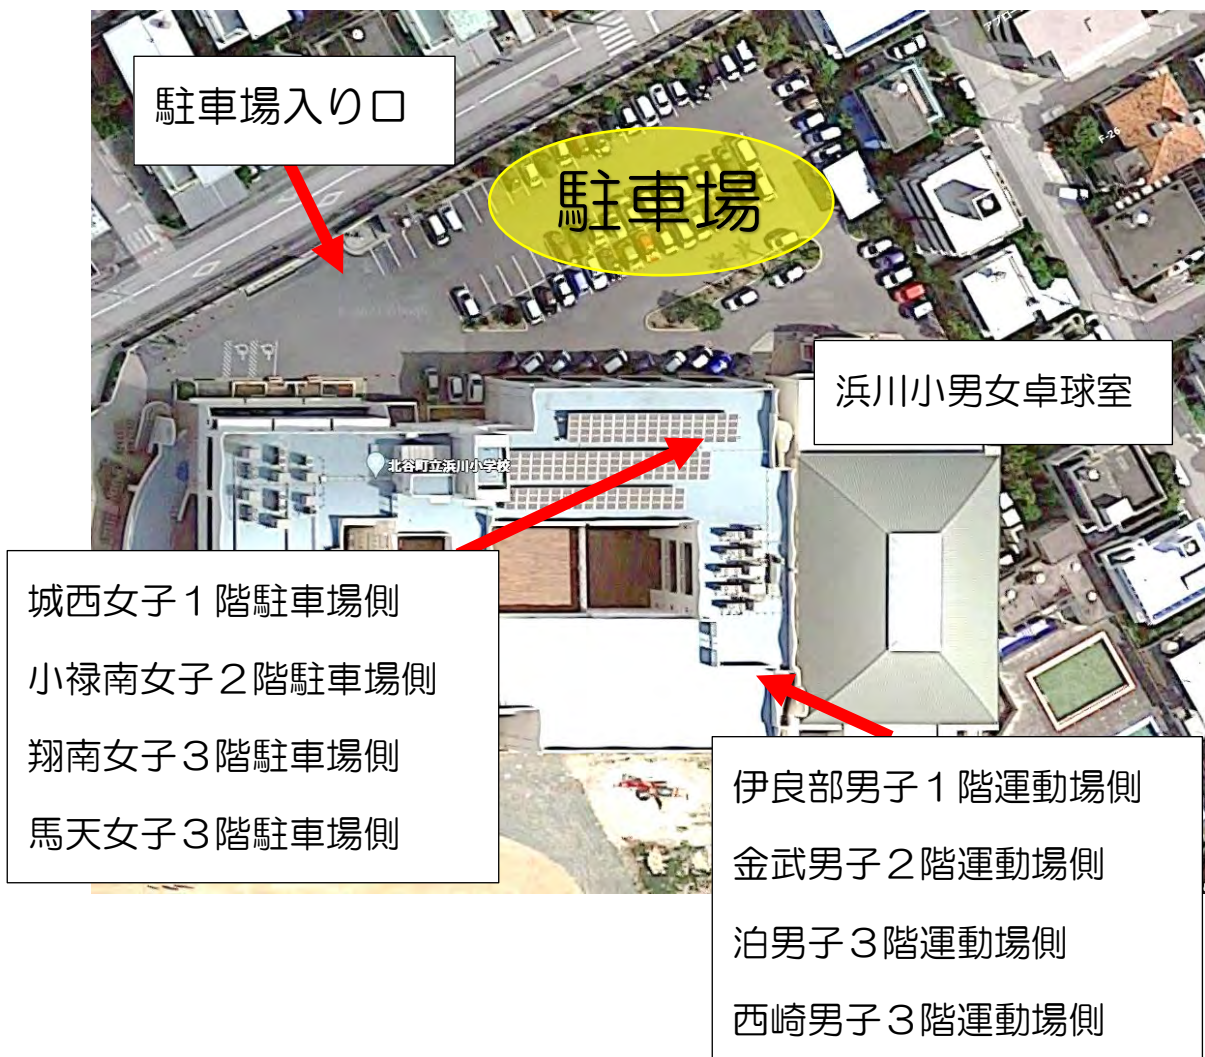 駐車場入り口
駐車場
F-26
浜川小男女卓球室
北谷町立浜川小学校
城西女子１階駐車場側
小禄南女子２階駐車場側
翔南女子３階駐車場側
馬天女子３階駐車場側
伊良部男子１階運動場側
金武男子２階運動場側
泊男子３階運動場側
西崎男子３階運動場側